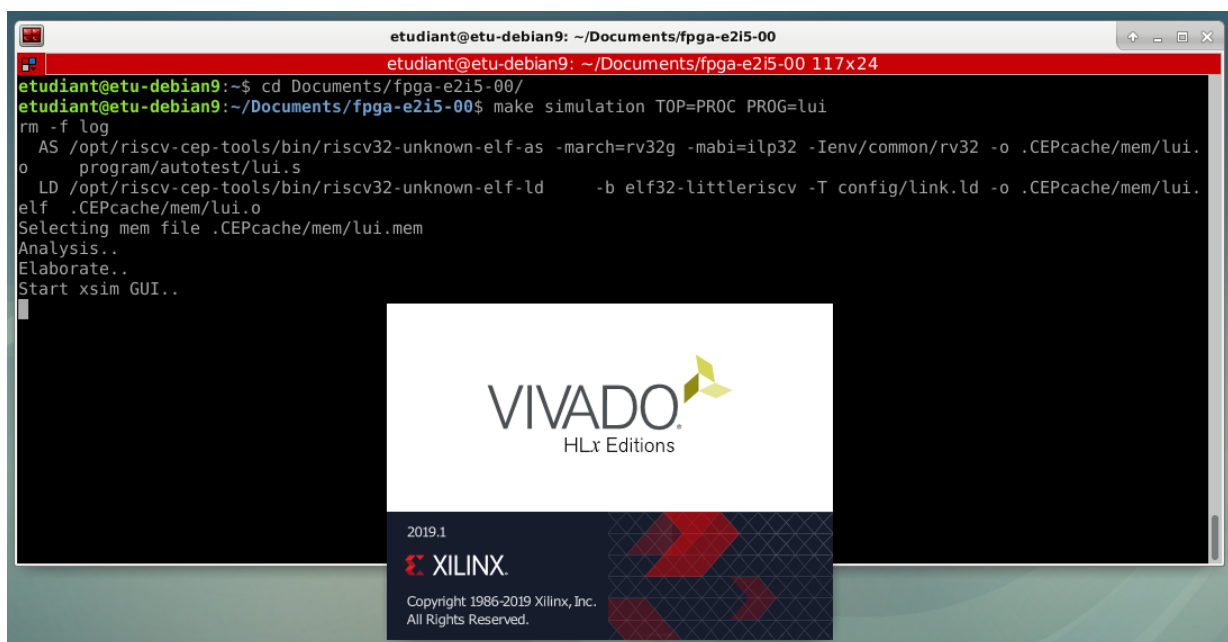 etudiant@etu-debian9: ~/Documents/fpga-e2i5-00
etudiant@etu-debian9: ~/Documents/fpga-e2i5-00 117x24
etudiant@etu-debian9:~$ cd Documents/fpga-e2i5-00/
etudiant@etu-debian9:~/Documents/fpga-e2i5-00$ make simulation TOP=PROC PROG=lui
rm -f log
  AS /opt/riscv-cep-tools/bin/riscv32-unknown-elf-as -march=rv32g -mabi=ilp32 -Ienv/common/rv32 -o .CEPcache/mem/lui.
o     program/autotest/lui.s
  LD /opt/riscv-cep-tools/bin/riscv32-unknown-elf-ld     -b elf32-littleriscv -T config/link.ld -o .CEPcache/mem/lui.
elf  .CEPcache/mem/lui.o
Selecting mem file .CEPcache/mem/lui.mem
Analysis..
Elaborate..
Start xsim GUI..
VIVADO®
HLx Editions
2019.1
XILINX.
Copyright 1986-2019 Xilinx, Inc.
All Rights Reserved.